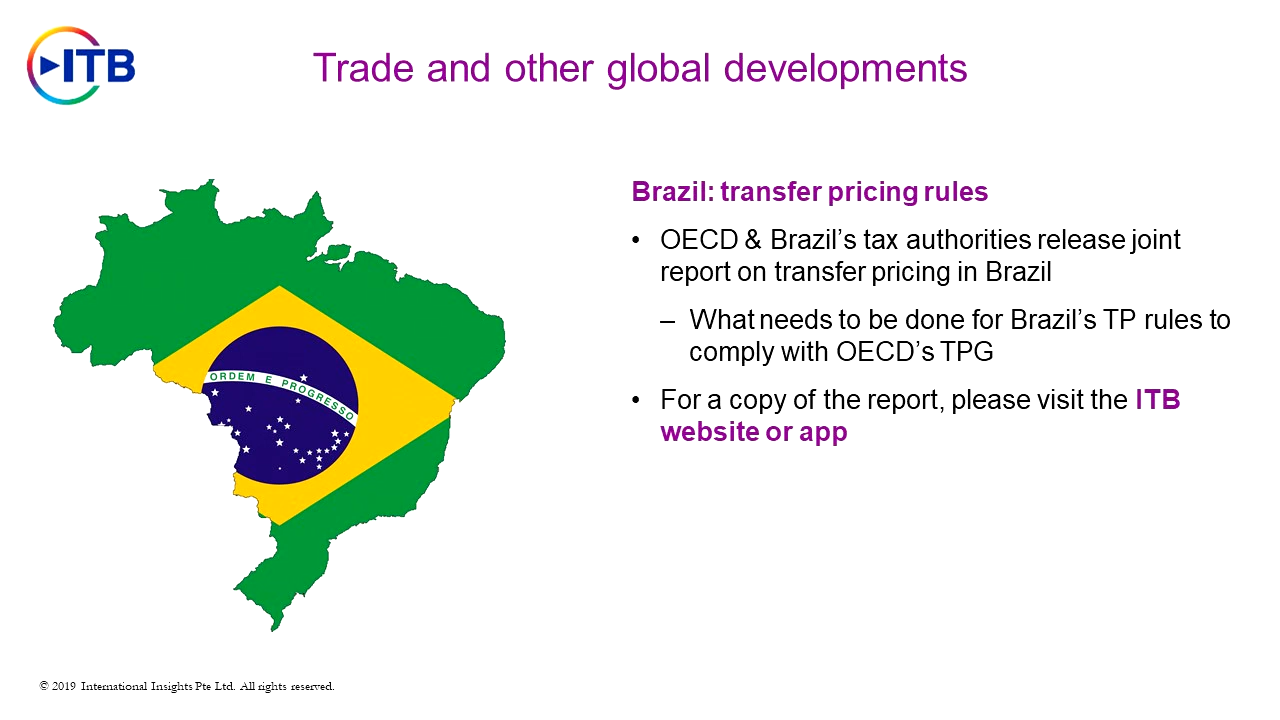 ITB
Trade and other global developments
ORDEM E PROGRESSO
Brazil: transfer pricing rules
• OECD & Brazil’s tax authorities release joint
report on transfer pricing in Brazil
– What needs to be done for Brazil’s TP rules to
comply with OECD’s TPG
• For a copy of the report, please visit the ITB
website or app
© 2019 International Insights Pte Ltd. All rights reserved.